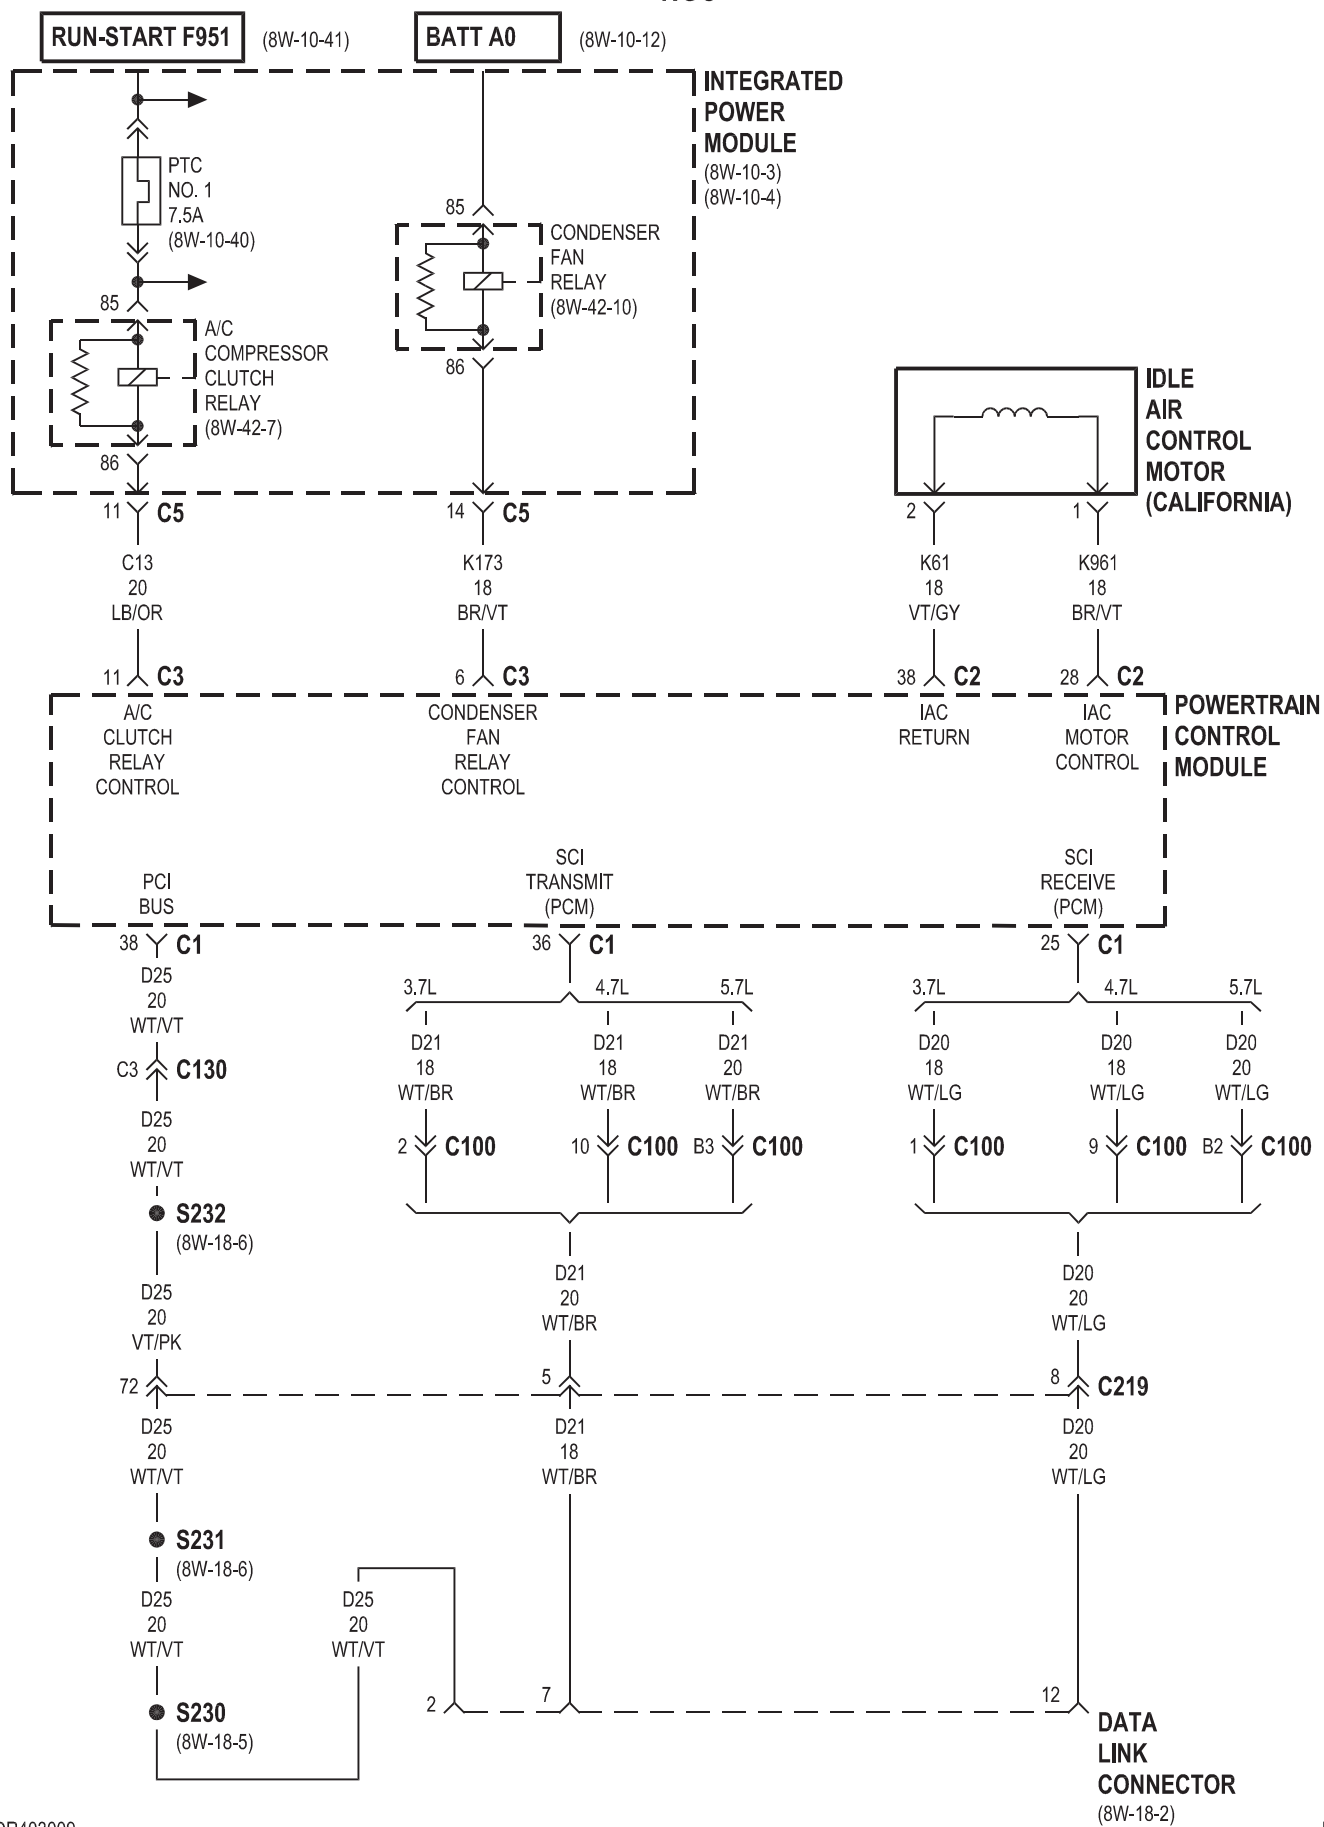 RUN-START F951
(8W-10-41)
BATT A0
(8W-10-12)
INTEGRATED
POWER
MODULE
(8W-10-3)
(8W-10-4)
PTC
NO. 1
7.5A
(8W-10-40)
85
A/C
COMPRESSOR
CLUTCH
RELAY
(8W-42-7)
86
85
CONDENSER
FAN
RELAY
(8W-42-10)
86
IDLE
AIR
CONTROL
MOTOR
(CALIFORNIA)
11 C5
14 C5
2
1
C13
20
LB/OR
K173
18
BR/VT
K61
18
VT/GY
K961
18
BR/VT
11 C3
6 C3
38 C2
28 C2
A/C
CLUTCH
RELAY
CONTROL
CONDENSER
FAN
RELAY
CONTROL
IAC
RETURN
IAC
MOTOR
CONTROL
POWERTRAIN
CONTROL
MODULE
PCI
BUS
SCI
TRANSMIT
(PCM)
SCI
RECEIVE
(PCM)
38 C1
36 C1
25 C1
D25
20
WT/VT
C3 C130
D25
20
WT/VT
S232
(8W-18-6)
D25
20
VT/PK
3.7L 4.7L 5.7L
D21
18
WT/BR
D21
18
WT/BR
D21
20
WT/BR
2 C100
10 C100
B3 C100
D21
20
WT/BR
3.7L 4.7L 5.7L
D20
18
WT/LG
D20
18
WT/LG
D20
20
WT/LG
1 C100
9 C100
B2 C100
D20
20
WT/LG
72
5
8 C219
D25
20
WT/VT
D21
18
WT/BR
D20
20
WT/LG
S231
(8W-18-6)
D25
20
WT/VT
D25
20
WT/VT
S230
(8W-18-5)
2
7
12
DATA
LINK
CONNECTOR
(8W-18-2)